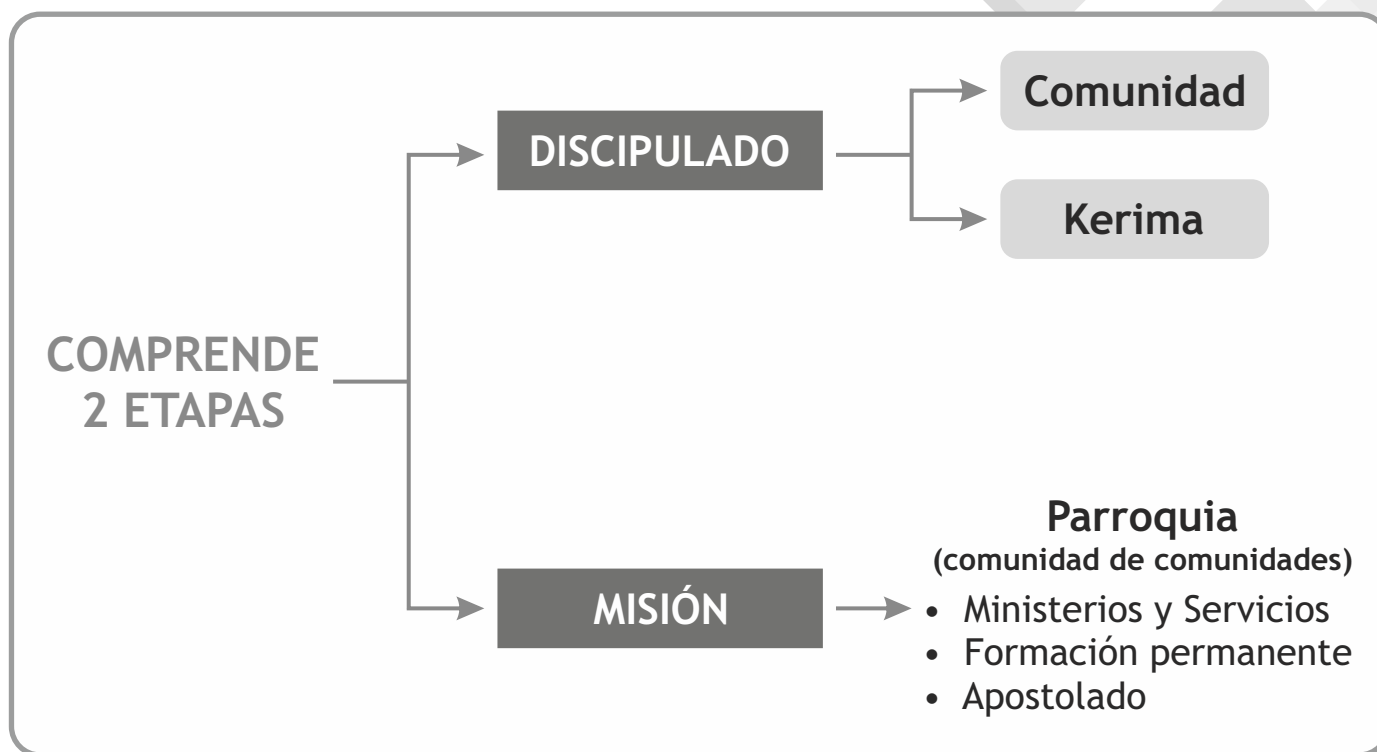 COMPRENDE
2 ETAPAS
DISCIPULADO
Comunidad
Kerima
MISIÓN
Parroquia
(comunidad de comunidades)
• Ministerios y Servicios
• Formación permanente
• Apostolado